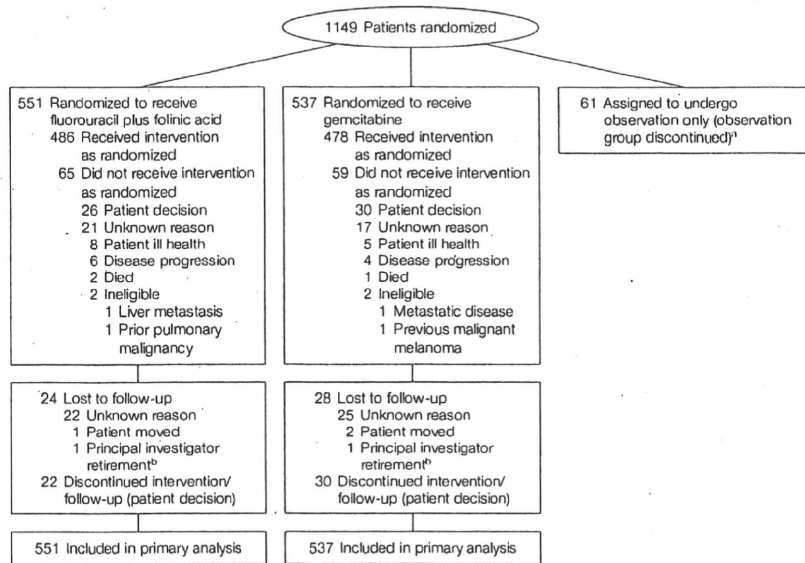 1149 Patients randomized
551 Randomized to receive
fluorouracil plus folinic acid
486 Received intervention
as randomized
65 Did not receive intervention
as randomized
26 Patient decision
21 Unknown reason
8 Patient ill health
6 Disease progression
2 Died
2 Ineligible
1 Liver metastasis
1 Prior pulmonary
malignancy
537 Randomized to receive
gemcitabine
478 Received intervention
as randomized
59 Did not receive intervention
as randomized
30 Patient decision
17 Unknown reason
5 Patient ill health
4 Disease progression
1 Died
2 Ineligible
1 Metastatic disease
1 Previous malignant
melanoma
61 Assigned to undergo
observation only (observation
group discontinued)a
24 Lost to follow-up
22 Unknown reason
1 Patient moved
1 Principal investigator
retirementb
22 Discontinued intervention/
follow-up (patient decision)
28 Lost to follow-up
25 Unknown reason
2 Patient moved
1 Principal investigator
retirementb
30 Discontinued intervention/
follow-up (patient decision)
551 Included in primary analysis
537 Included in primary analysis